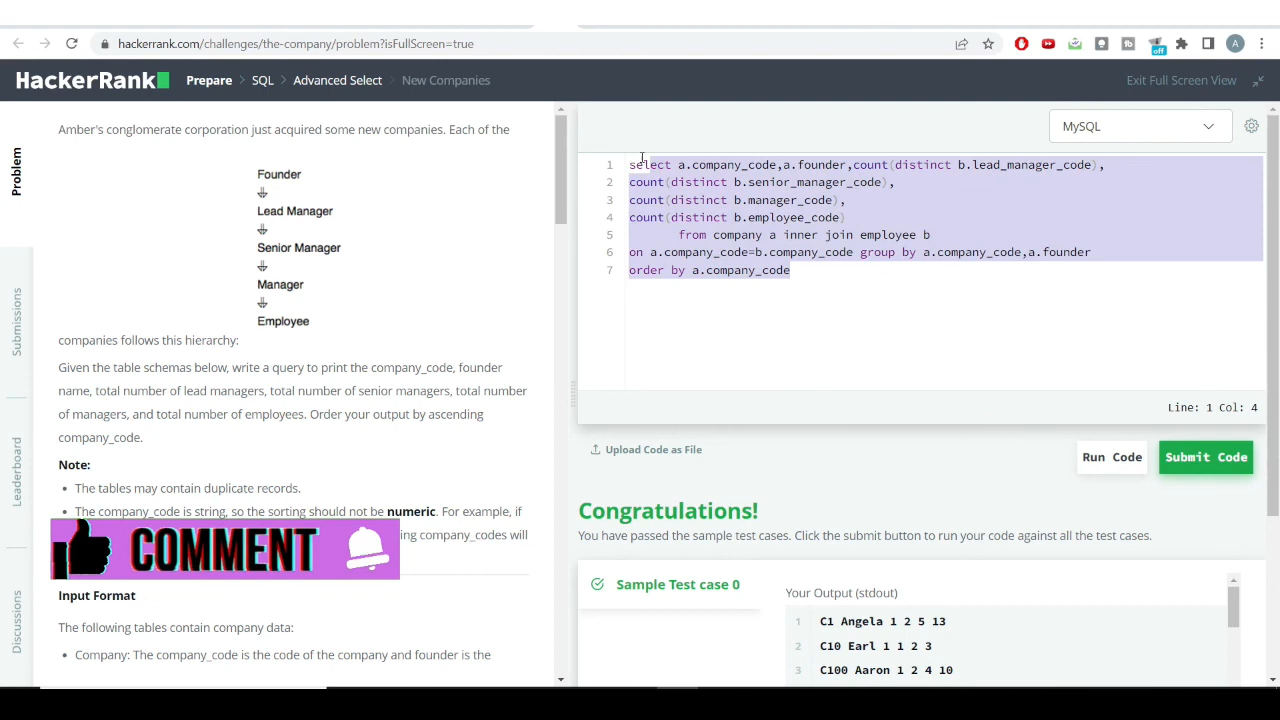 hackerrank.com/challenges/the-company/problem?isFullScreen=true
off
A
HackerRank
Prepare > SQL > Advanced Select > New Companies
Exit Full Screen View
Problem
Submissions
Leaderboard
Discussions
Amber's conglomerate corporation just acquired some new companies. Each of the
Founder
Lead Manager
Senior Manager
Manager
Employee
companies follows this hierarchy:
Given the table schemas below, write a query to print the company_code, founder
name, total number of lead managers, total number of senior managers, total number
of managers, and total number of employees. Order your output by ascending
company_code.
Note:
• The tables may contain duplicate records.
• The company_code is string, so the sorting should not be numeric. For example, if
ing company_codes will
COMMENT
Input Format
The following tables contain company data:
• Company: The company_code is the code of the company and founder is the
MySQL
1 select a.company_code,a.founder,count(distinct b.lead_manager_code),
2 count(distinct b.senior_manager_code),
3 count(distinct b.manager_code),
4 count(distinct b.employee_code)
5 from company a inner join employee b
6 on a.company_code=b.company_code group by a.company_code,a.founder
7 order by a.company_code
Line: 1 Col: 4
Upload Code as File
Run Code
Submit Code
Congratulations!
You have passed the sample test cases. Click the submit button to run your code against all the test cases.
Sample Test case 0
Your Output (stdout)
1 C1 Angela 1 2 5 13
2 C10 Earl 1 1 2 3
3 C100 Aaron 1 2 4 10